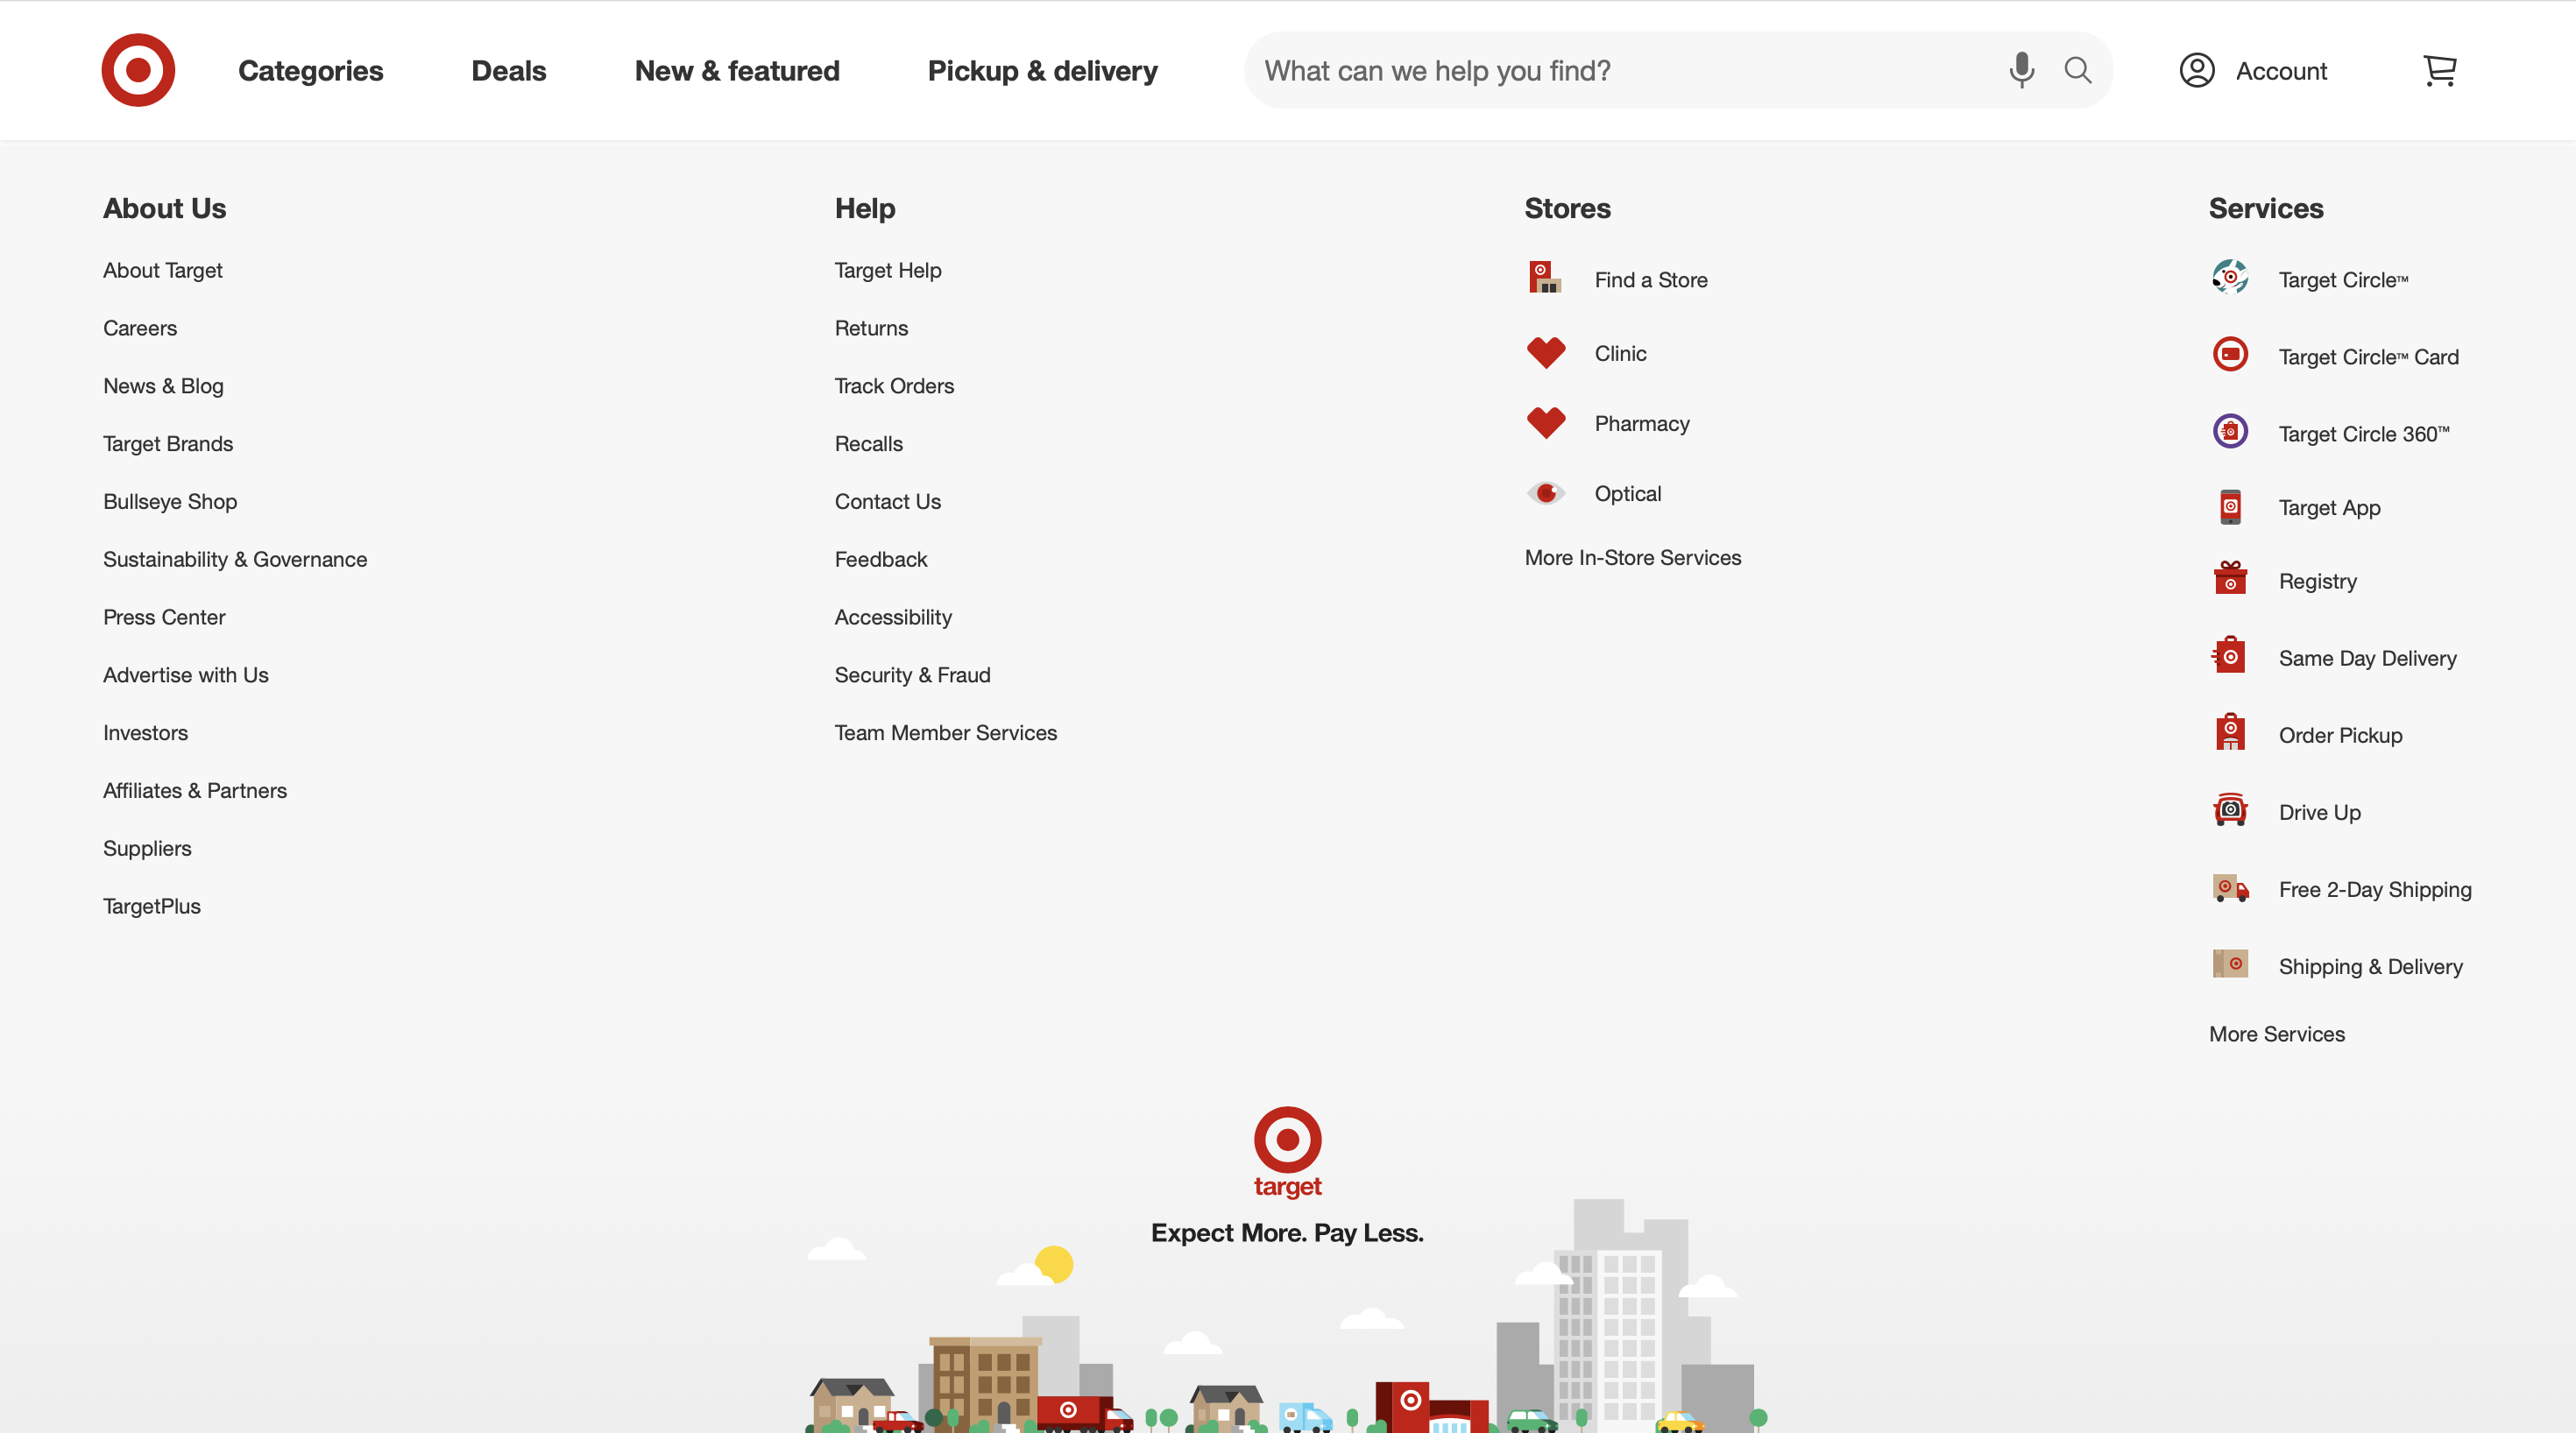 Categories
Deals
New & featured
Pickup & delivery
What can we help you find?
Account
About Us
About Target
Careers
News & Blog
Target Brands
Bullseye Shop
Sustainability & Governance
Press Center
Advertise with Us
Investors
Affiliates & Partners
Suppliers
TargetPlus
Help
Target Help
Returns
Track Orders
Recalls
Contact Us
Feedback
Accessibility
Security & Fraud
Team Member Services
Stores
Find a Store
Clinic
Pharmacy
Optical
More In-Store Services
Services
Target Circle™
Target Circle™ Card
Target Circle 360™
Target App
Registry
Same Day Delivery
Order Pickup
Drive Up
Free 2-Day Shipping
Shipping & Delivery
More Services
target
Expect More. Pay Less.